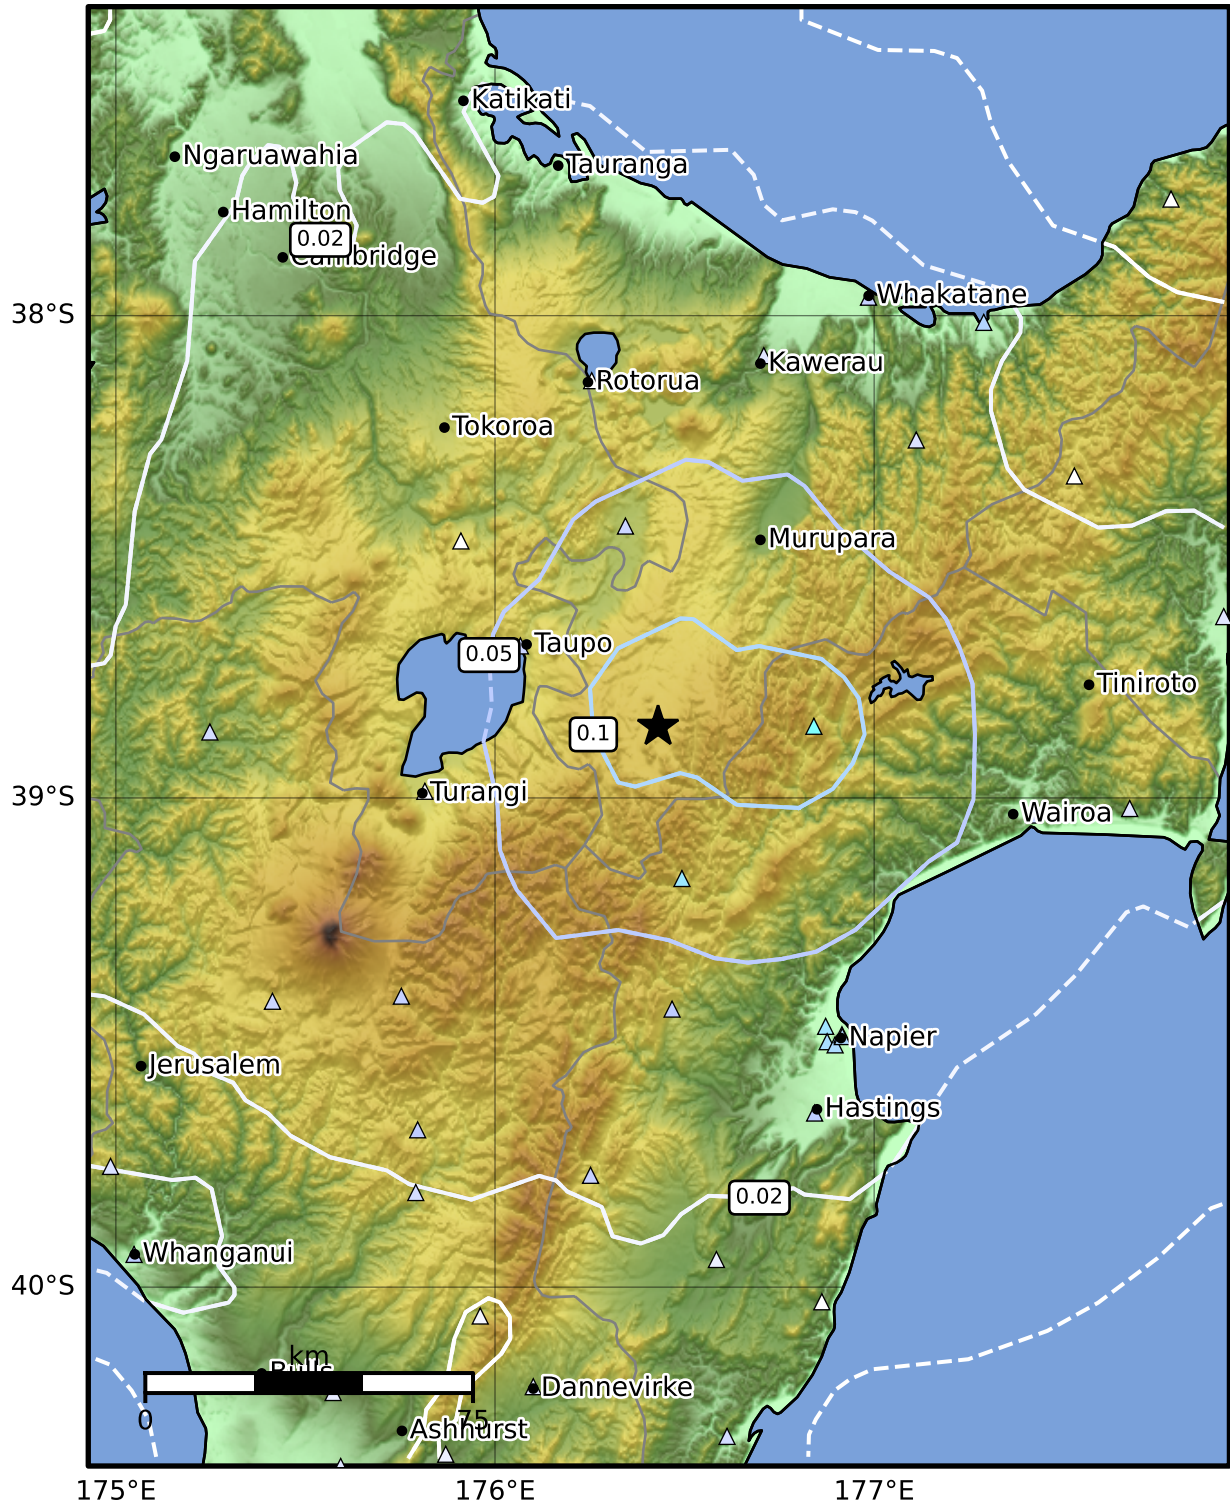 Katikati
Ngaruawahia
Tauranga
Hamilton
0.02
Cambridge
Whakatane
38°S
Kawerau
Rotorua
Tokoroa
Murupara
Taupo
0.05
Tiniroto
0.1
Turangi
39°S
Wairoa
Napier
Jerusalem
Hastings
0.02
Whanganui
40°S
km
Bulls
Dannevirke
0
75
Ashhurst
175°E
176°E
177°E